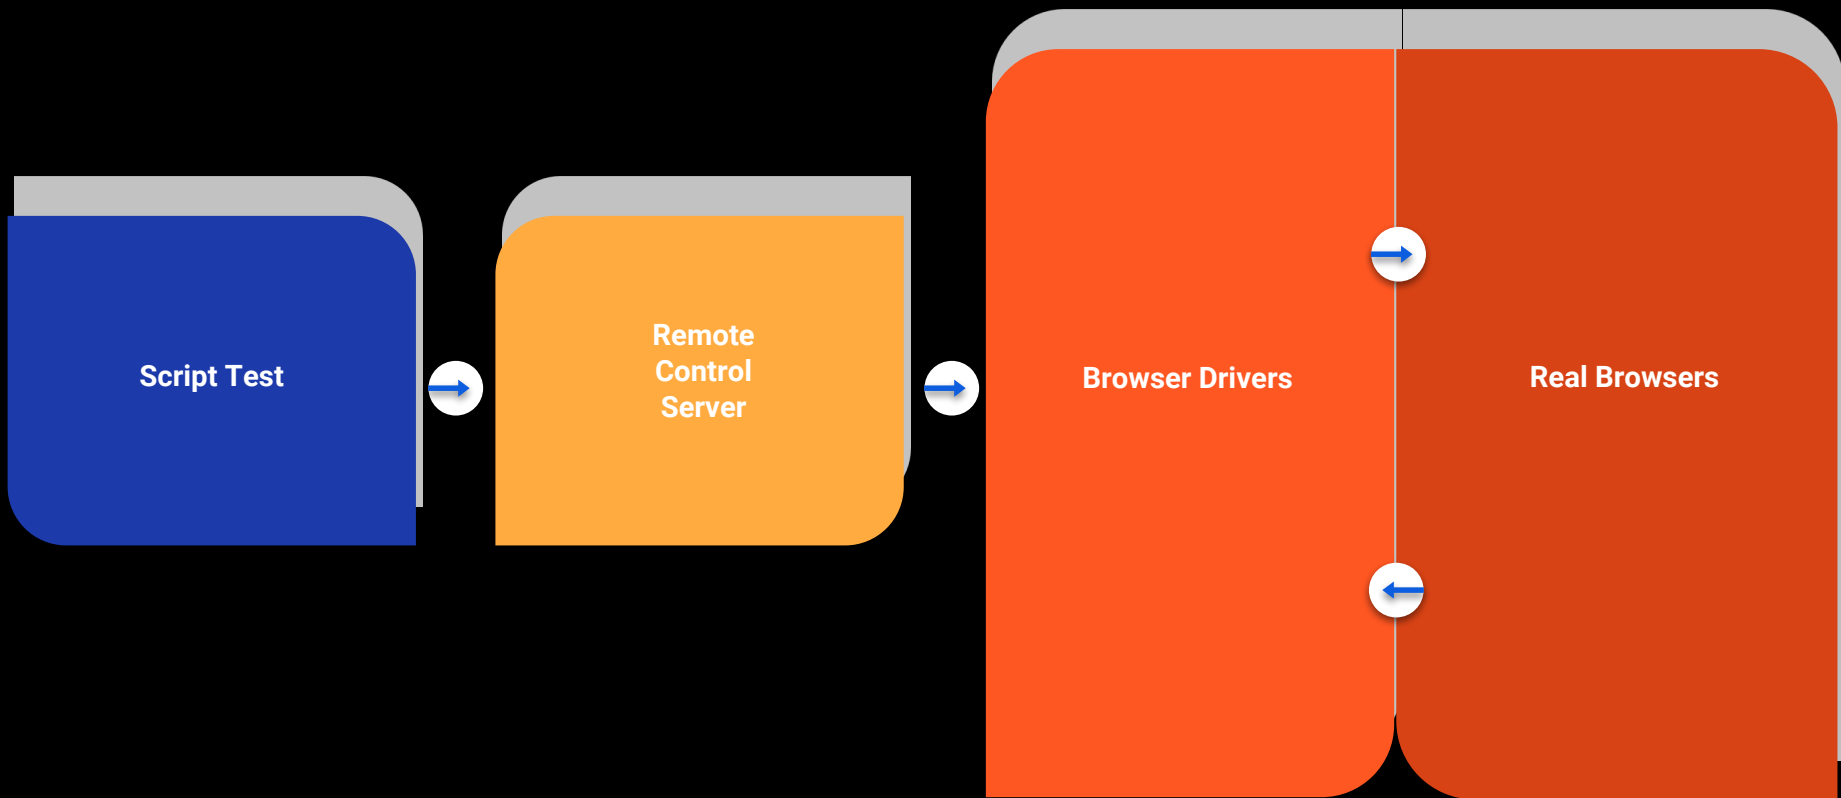 Script Test
Remote
Control
Server
Browser Drivers
Real Browsers